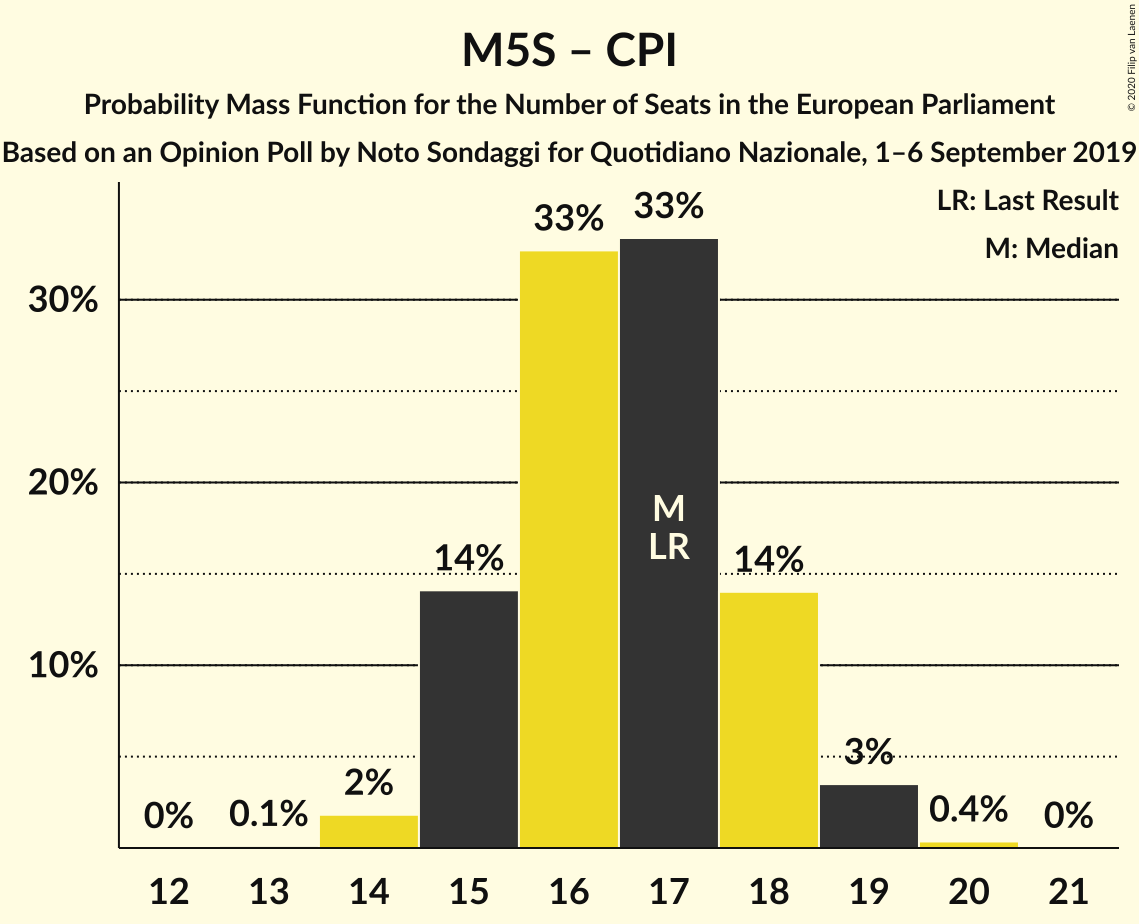 M5S – CPI
Probability Mass Function for the Number of Seats in the European Parliament
Based on an Opinion Poll by Noto Sondaggi for Quotidiano Nazionale, 1–6 September 2019
© 2020 Filip van Laenen
LR: Last Result
M: Median
33%
33%
30%
20%
M
LR
14%
14%
10%
3%
2%
0%
0.1%
0.4%
0%
12 13 14 15 16 17 18 19 20 21